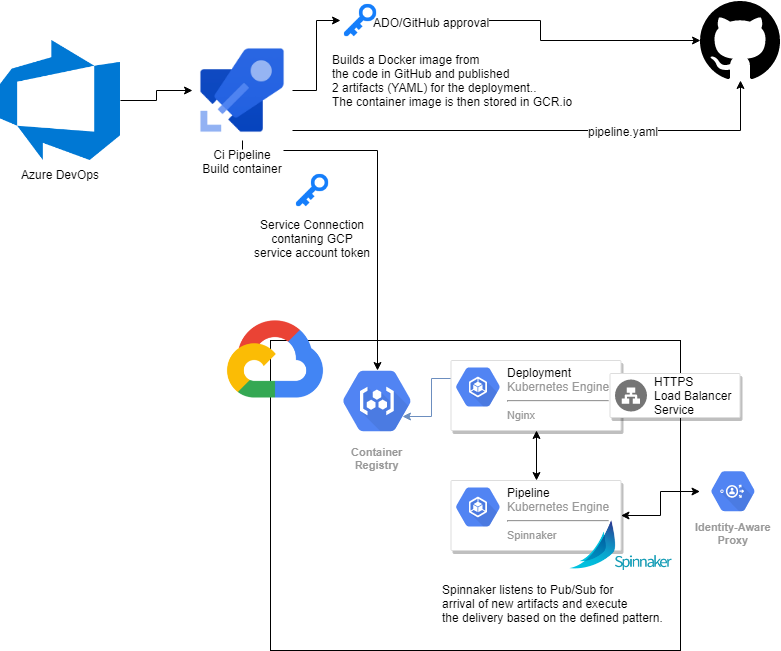 ADO/GitHub approval
Builds a Docker image from
the code in GitHub and published
2 artifacts (YAML) for the deployment..
The container image is then stored in GCR.io
pipeline.yaml
Azure DevOps
Ci Pipeline
Build container
Service Connection
contaning GCP
service account token
Deployment
Kubernetes Engine
Nginx
HTTPS
Load Balancer
Service
Container
Registry
Pipeline
Kubernetes Engine
Spinnaker
Spinnaker
Identity-Aware
Proxy
Spinnaker listens to Pub/Sub for
arrival of new artifacts and execute
the delivery based on the defined pattern.